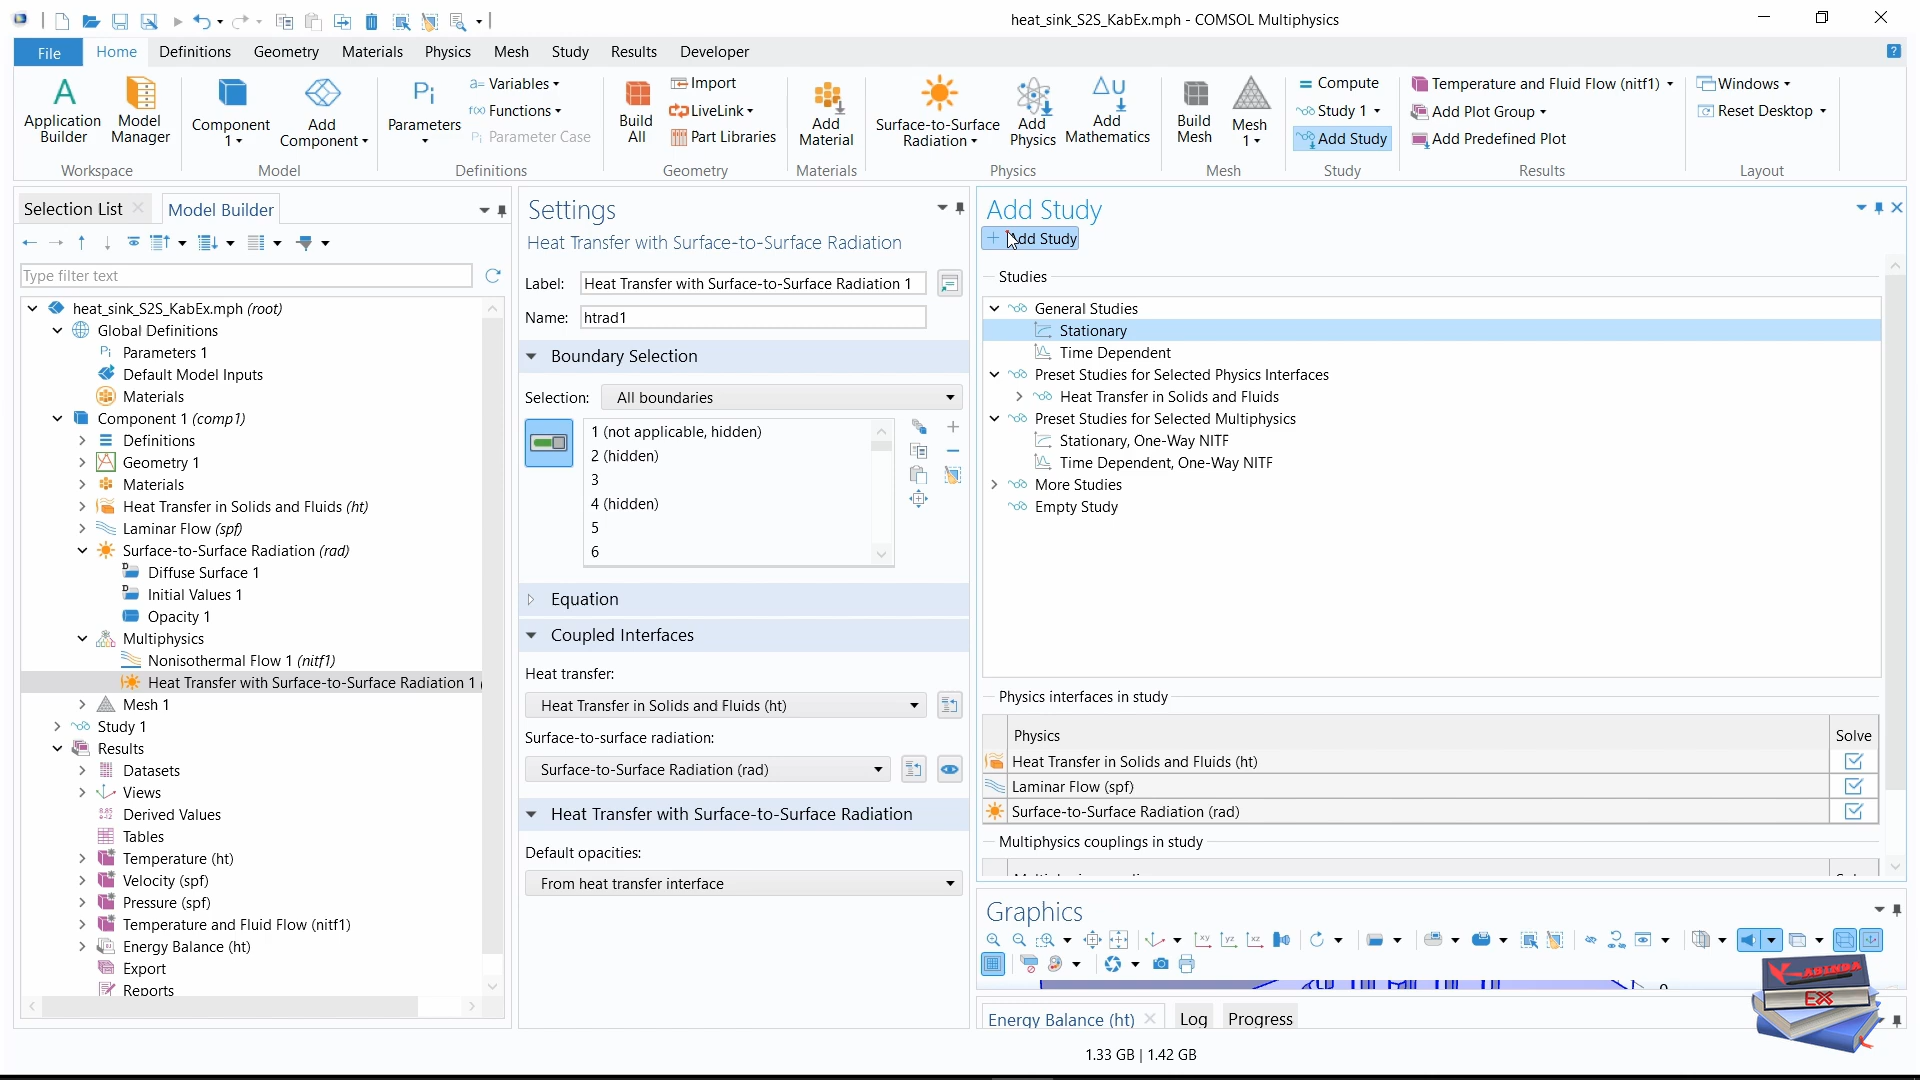 heat_sink_S2S_KabEx.mph - COMSOL Multiphysics
File Home Definitions Geometry Materials Physics Mesh Study Results Developer
Application Builder
Model Manager
Workspace
Component 1
Add Component
Model
Parameters
a= Variables
f(x) Functions
Pi Parameter Case
Definitions
Build All
Import
LiveLink
Part Libraries
Geometry
Add Material
Materials
Surface-to-Surface Radiation
Add Physics
Add Mathematics
Physics
Build Mesh
Mesh 1
Mesh
Compute
Study 1
Add Study
Study
Temperature and Fluid Flow (nitf1)
Add Plot Group
Add Predefined Plot
Results
Windows
Reset Desktop
Layout
Selection List
Model Builder
Type filter text
heat_sink_S2S_KabEx.mph (root)
Global Definitions
Parameters 1
Default Model Inputs
Materials
Component 1 (comp1)
Definitions
Geometry 1
Materials
Heat Transfer in Solids and Fluids (ht)
Laminar Flow (spf)
Surface-to-Surface Radiation (rad)
Diffuse Surface 1
Initial Values 1
Opacity 1
Multiphysics
Nonisothermal Flow 1 (nitf1)
Heat Transfer with Surface-to-Surface Radiation 1 (
Mesh 1
Study 1
Results
Datasets
Views
Derived Values
Tables
Temperature (ht)
Velocity (spf)
Pressure (spf)
Temperature and Fluid Flow (nitf1)
Energy Balance (ht)
Export
Reports
Settings
Heat Transfer with Surface-to-Surface Radiation
Label: Heat Transfer with Surface-to-Surface Radiation 1
Name: htrad1
Boundary Selection
Selection: All boundaries
1 (not applicable, hidden)
2 (hidden)
3
4 (hidden)
5
6
Equation
Coupled Interfaces
Heat transfer:
Heat Transfer in Solids and Fluids (ht)
Surface-to-surface radiation:
Surface-to-Surface Radiation (rad)
Heat Transfer with Surface-to-Surface Radiation
Default opacities:
From heat transfer interface
Add Study
+ Add Study
Studies
General Studies
Stationary
Time Dependent
Preset Studies for Selected Physics Interfaces
Heat Transfer in Solids and Fluids
Preset Studies for Selected Multiphysics
Stationary, One-Way NITF
Time Dependent, One-Way NITF
More Studies
Empty Study
Physics interfaces in study
Physics Solve
Heat Transfer in Solids and Fluids (ht)
Laminar Flow (spf)
Surface-to-Surface Radiation (rad)
Multiphysics couplings in study
Graphics
Energy Balance (ht) Log Progress
KABINDA
EX
1.33 GB | 1.42 GB